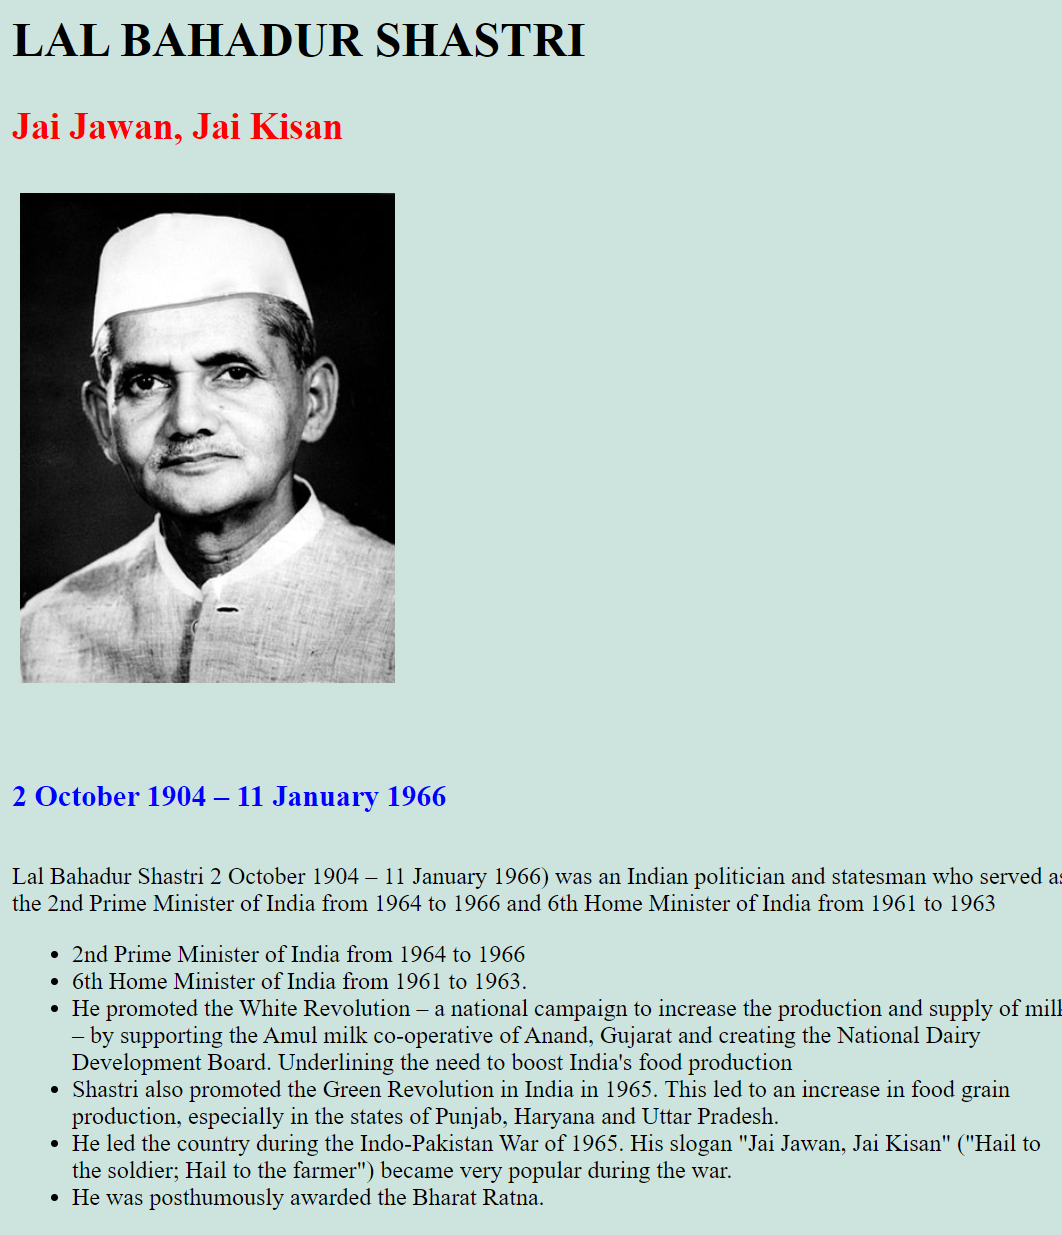 LAL BAHADUR SHASTRI
Jai Jawan, Jai Kisan
2 October 1904 – 11 January 1966
Lal Bahadur Shastri 2 October 1904 – 11 January 1966) was an Indian politician and statesman who served as
the 2nd Prime Minister of India from 1964 to 1966 and 6th Home Minister of India from 1961 to 1963
• 2nd Prime Minister of India from 1964 to 1966
• 6th Home Minister of India from 1961 to 1963.
• He promoted the White Revolution – a national campaign to increase the production and supply of milk
– by supporting the Amul milk co-operative of Anand, Gujarat and creating the National Dairy
Development Board. Underlining the need to boost India's food production
• Shastri also promoted the Green Revolution in India in 1965. This led to an increase in food grain
production, especially in the states of Punjab, Haryana and Uttar Pradesh.
• He led the country during the Indo-Pakistan War of 1965. His slogan "Jai Jawan, Jai Kisan" ("Hail to
the soldier; Hail to the farmer") became very popular during the war.
• He was posthumously awarded the Bharat Ratna.